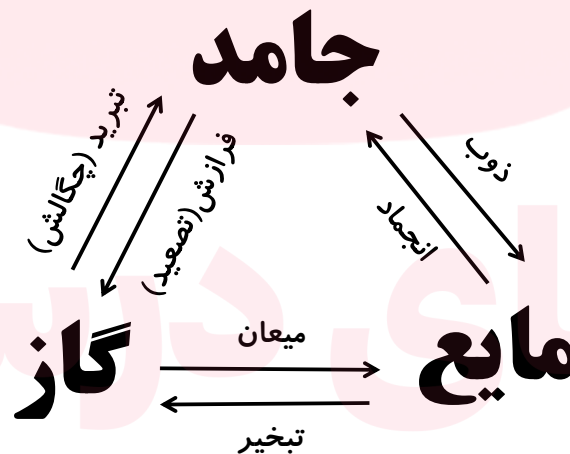 جامد
تبرید (چگالش)
فرازش(تصعید)
ذوب
انجماد
گاز
میعان
تبخیر
مایع